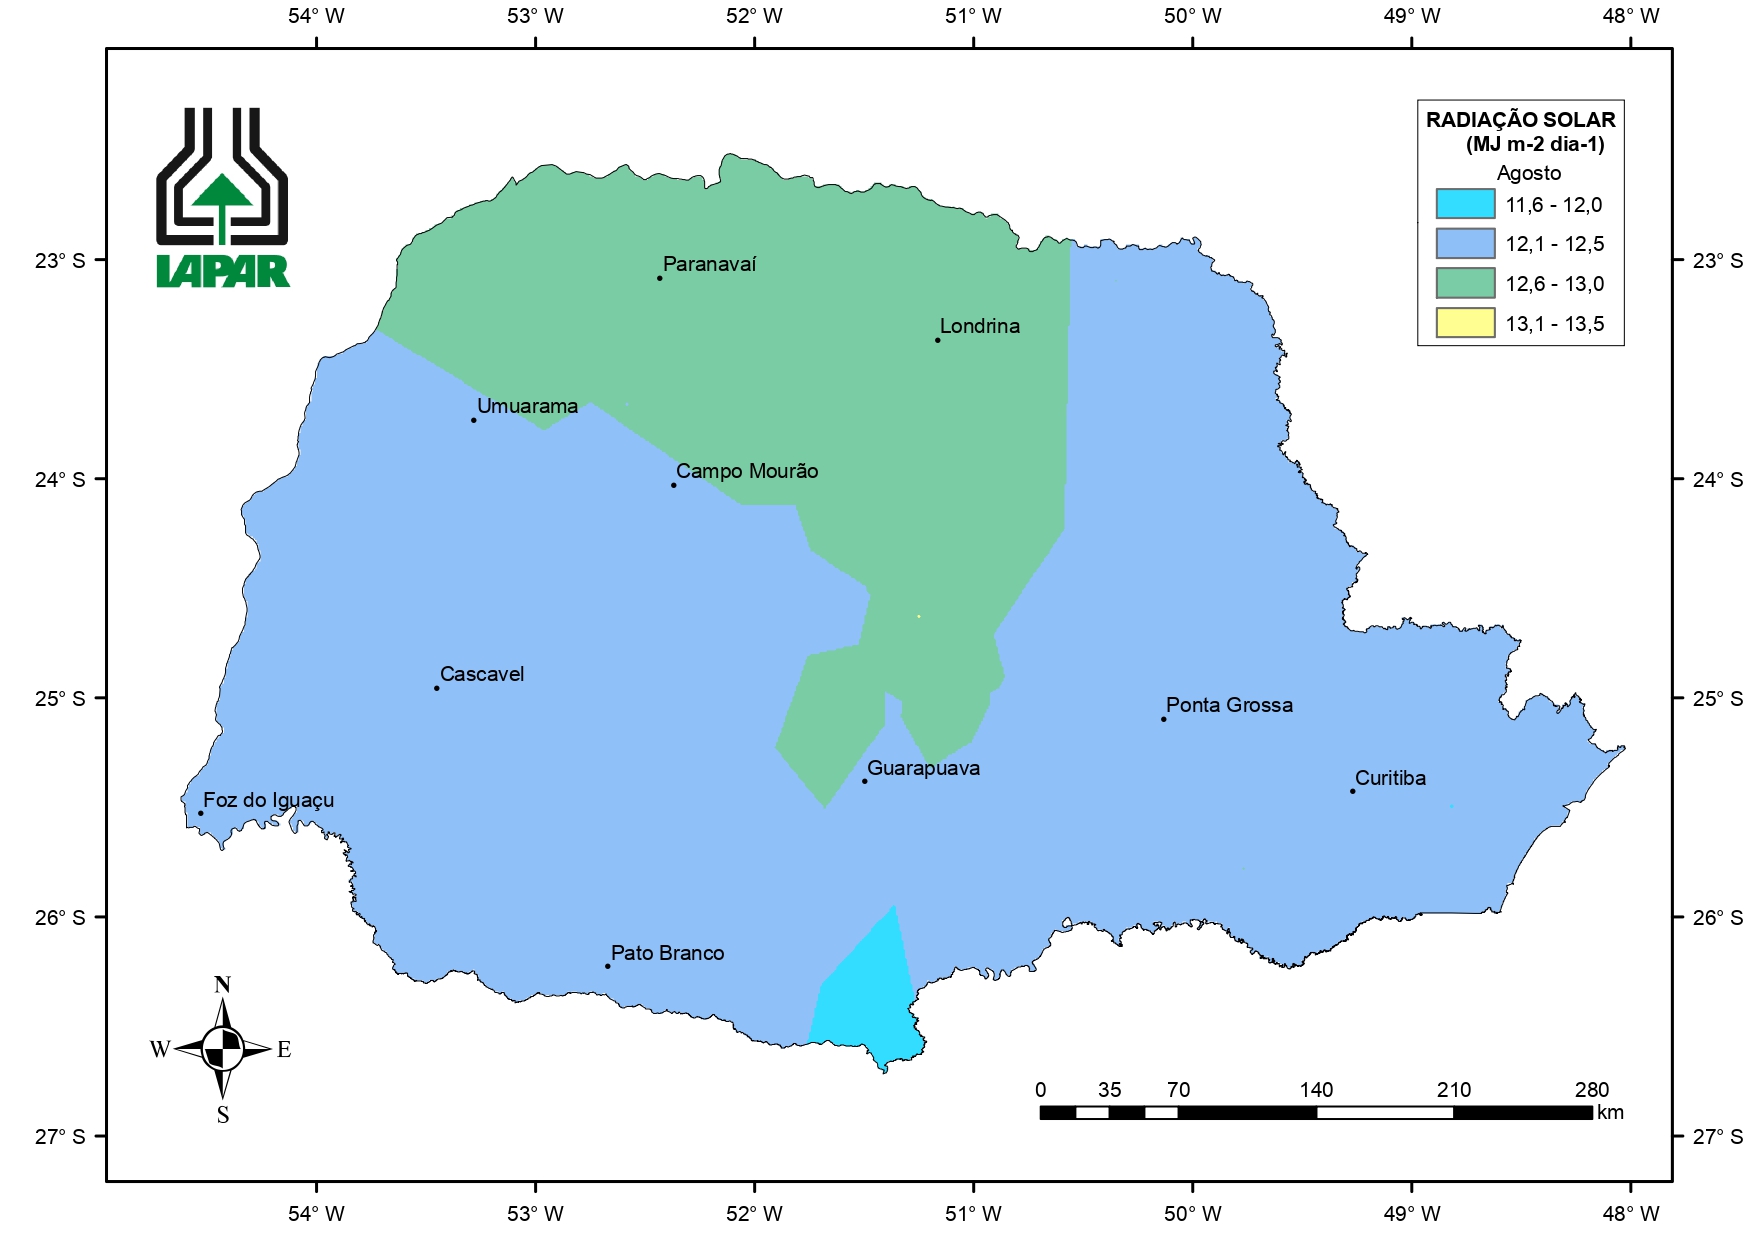 54° W 53° W 52° W 51° W 50° W 49° W 48° W
RADIAÇÃO SOLAR
(MJ m-2 dia-1)
Agosto
11,6 - 12,0
12,1 - 12,5
12,6 - 13,0
13,1 - 13,5
IAPAR
23° S 23° S
Paranavaí
Londrina
Umuarama
Campo Mourão
24° S 24° S
Cascavel
25° S 25° S
Ponta Grossa
Guarapuava
Curitiba
Foz do Iguaçu
26° S 26° S
Pato Branco
N
W E
S
0 35 70 140 210 280
km
27° S 27° S
54° W 53° W 52° W 51° W 50° W 49° W 48° W